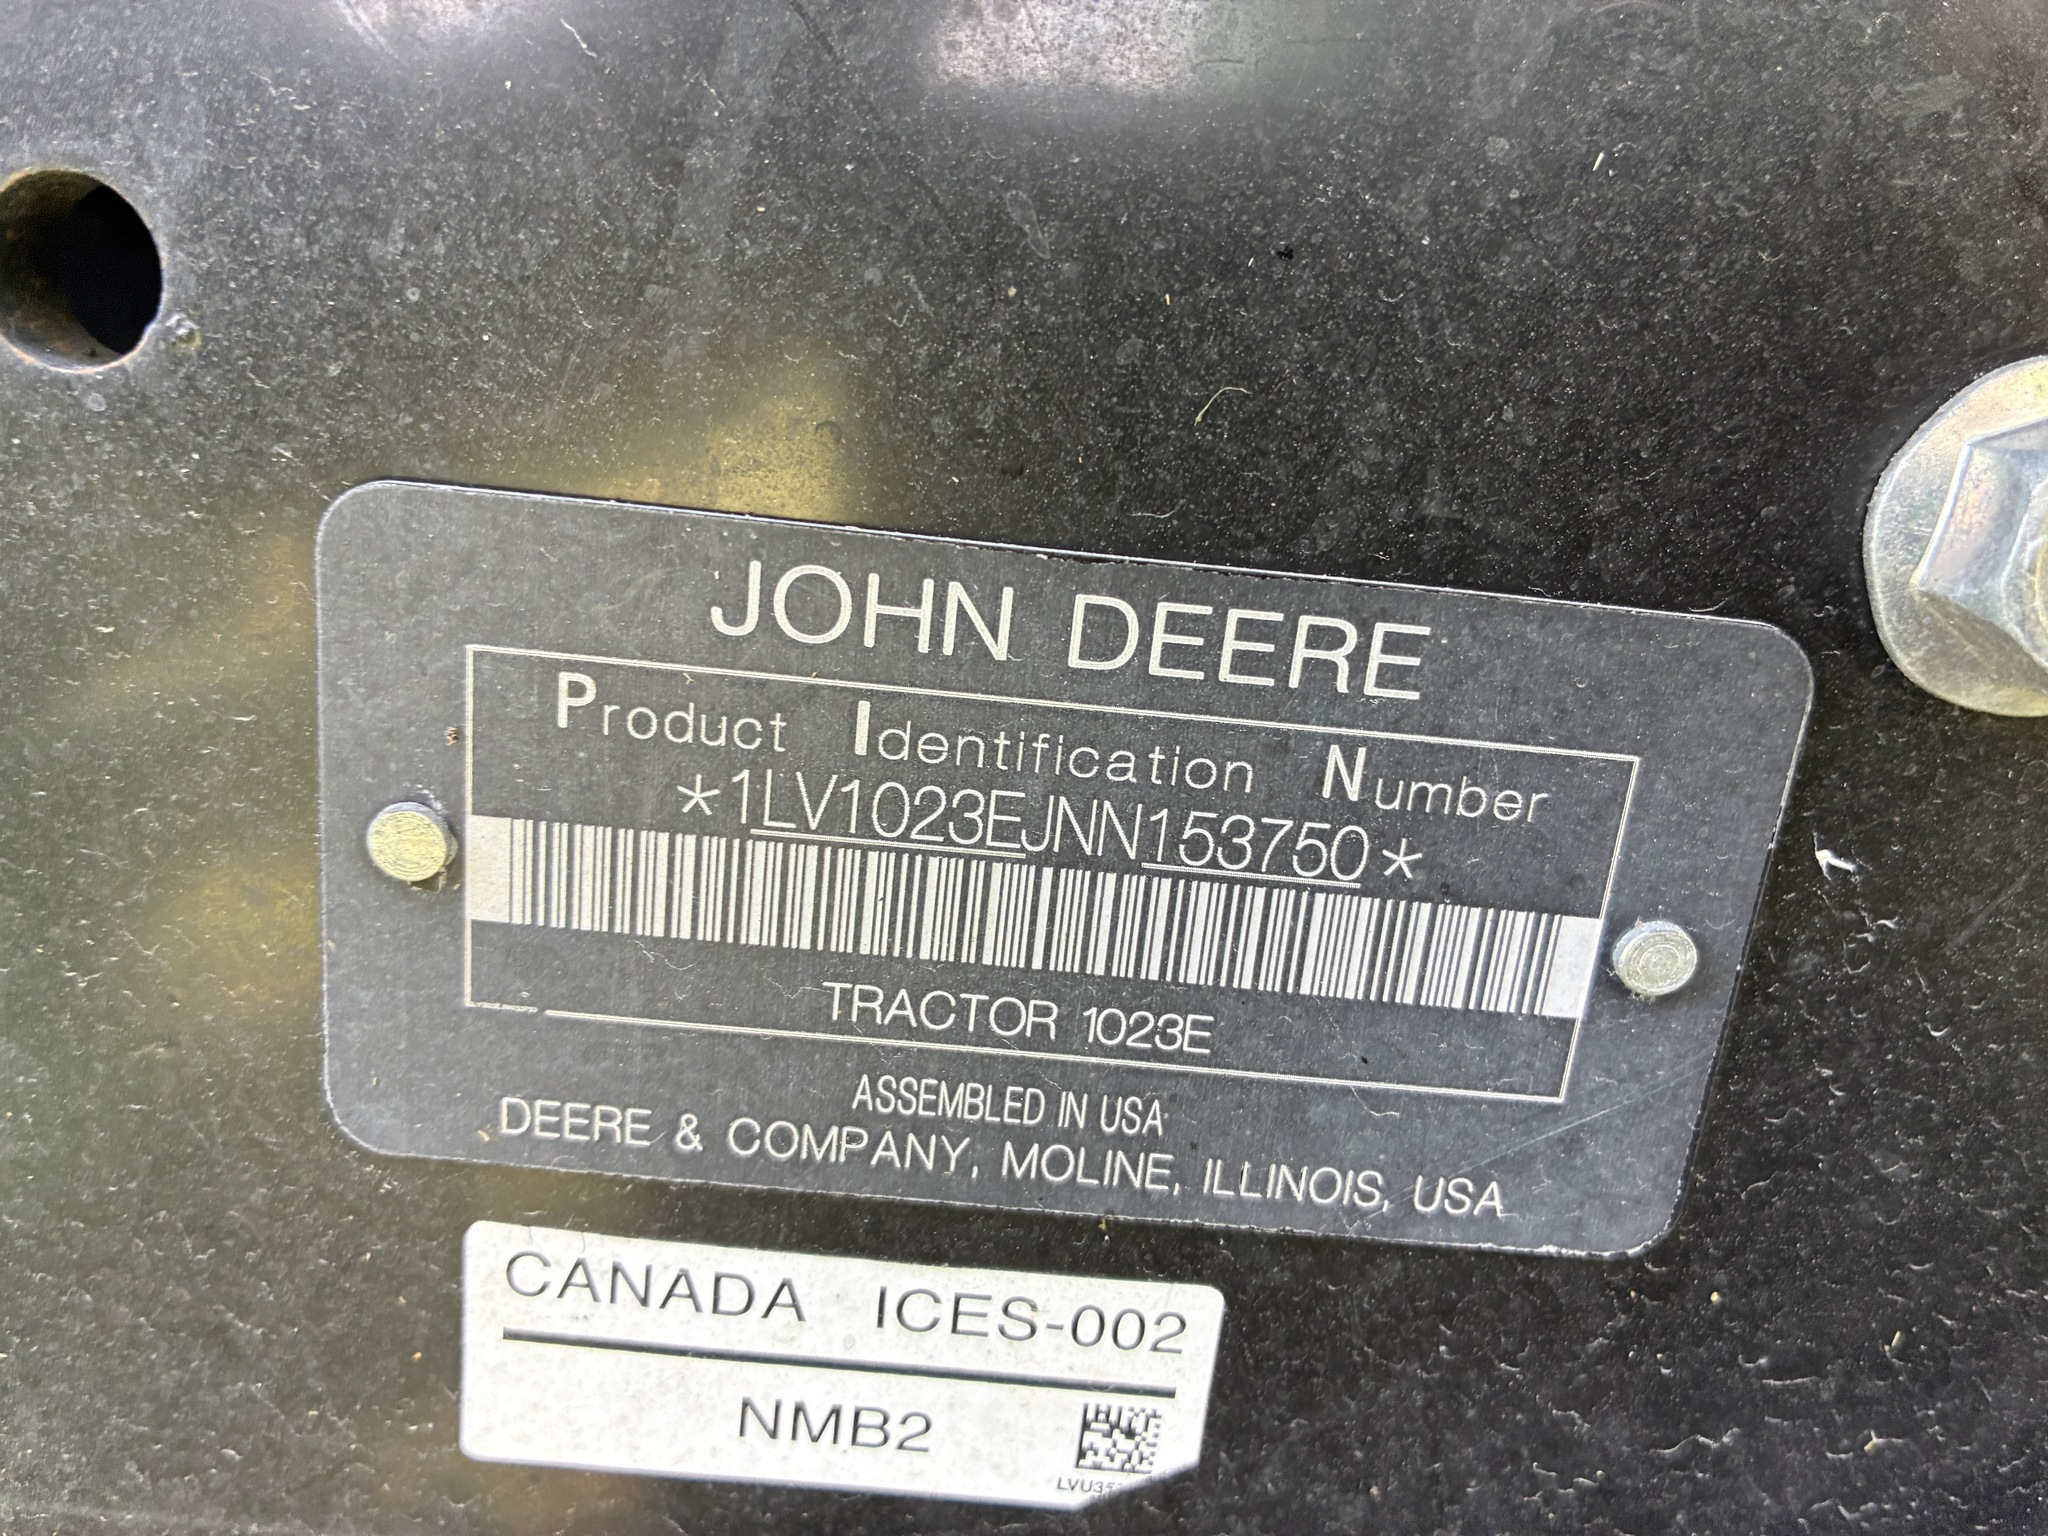 JOHN DEERE
Product Identification Number
*1LV1023EJNN153750*
TRACTOR 1023E
ASSEMBLED IN USA
DEERE & COMPANY, MOLINE, ILLINOIS, USA
CANADA ICES-002
NMB2